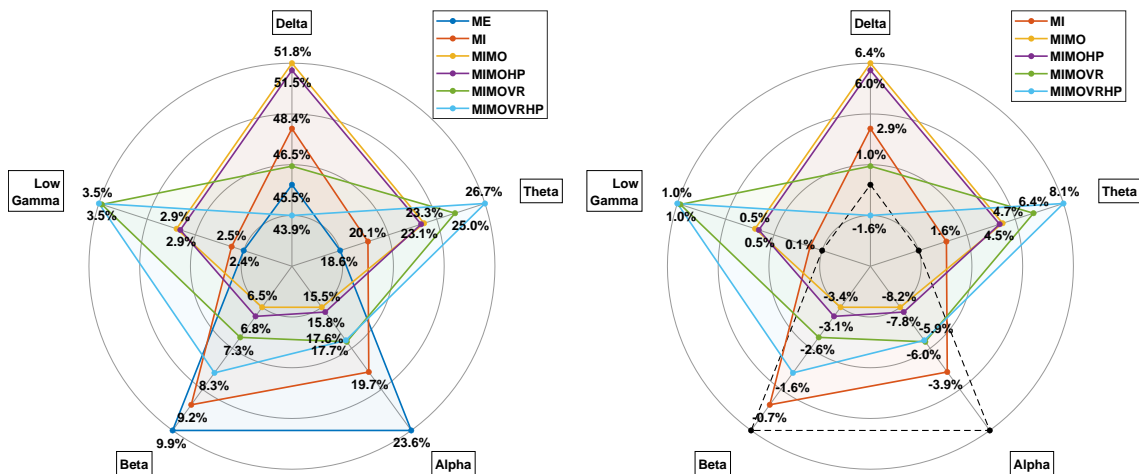 Delta
51.8%
51.5%
48.4%
46.5%
45.5%
43.9%
ME
MI
MIMO
MIMOHP
MIMOVR
MIMOVRHP
Low
Gamma
3.5%
3.5%
2.9%
2.9%
2.5%
2.4%
26.7%
Theta
23.3%
25.0%
23.1%
20.1%
18.6%
6.5%
15.5%
6.8%
15.8%
7.3%
17.6%
17.7%
8.3%
19.7%
9.2%
9.9%
23.6%
Beta
Alpha
Delta
6.4%
6.0%
2.9%
1.0%
-1.6%
MI
MIMO
MIMOHP
MIMOVR
MIMOVRHP
Low
Gamma
1.0%
1.0%
0.5%
0.5%
0.1%
8.1%
Theta
6.4%
4.7%
4.5%
1.6%
-3.4%
-8.2%
-3.1%
-7.8%
-2.6%
-5.9%
-6.0%
-1.6%
-3.9%
-0.7%
Beta
Alpha